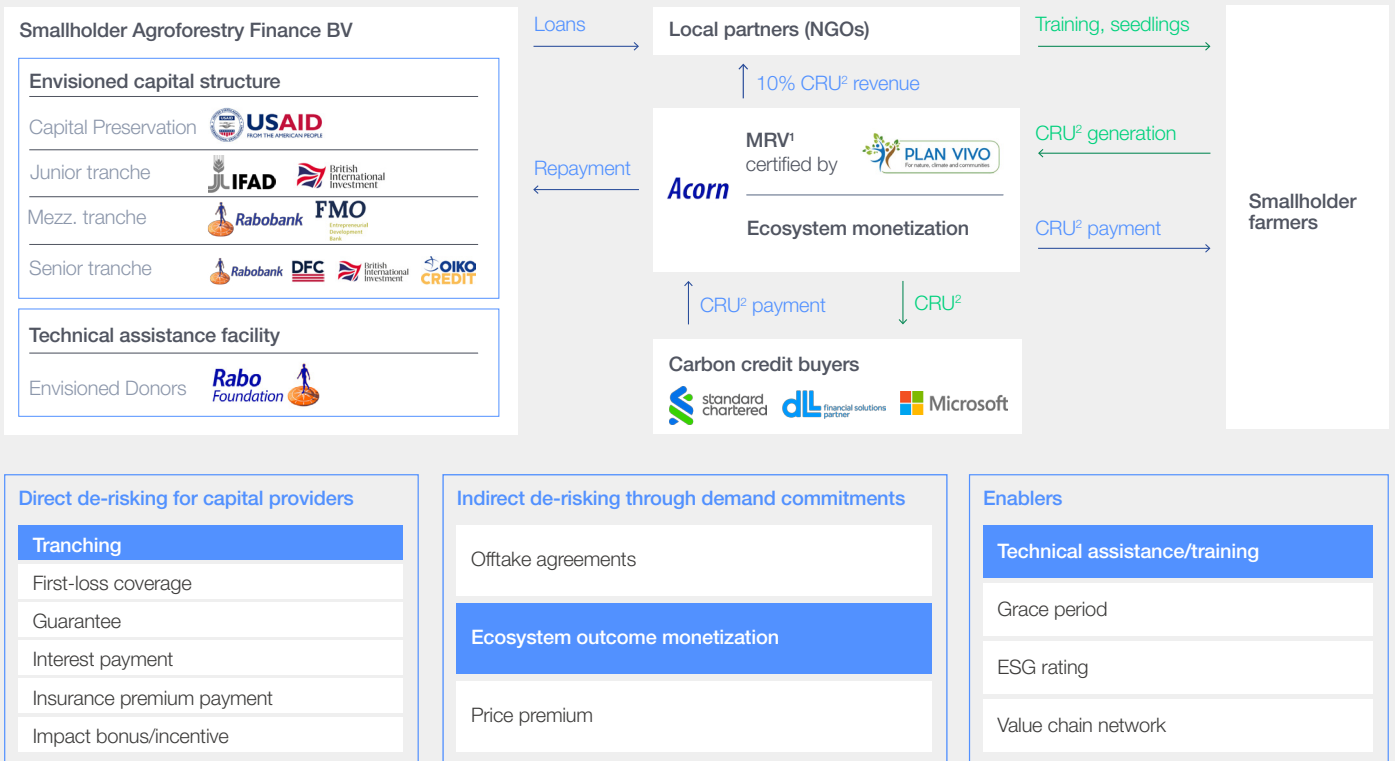 Smallholder Agroforestry Finance BV
Envisioned capital structure
Capital Preservation
USAID
FROM THE AMERICAN PEOPLE
Junior tranche
IFAD
British
International
Investment
Mezz. tranche
Rabobank
FMO
Entrepreneurial
Development
Bank
Senior tranche
Rabobank
DFC
British
International
Investment
OIKO
CREDIT
Technical assistance facility
Envisioned Donors
Rabo
Foundation
Loans
Repayment
Local partners (NGOs)
10% CRU² revenue
Acorn
MRV¹
certified by
PLAN VIVO
For nature, climate and communities
Ecosystem monetization
CRU² payment
CRU²
Carbon credit buyers
standard
chartered
dLL
financial solutions
partner
Microsoft
Training, seedlings
CRU² generation
CRU² payment
Smallholder
farmers
Direct de-risking for capital providers
Tranching
First-loss coverage
Guarantee
Interest payment
Insurance premium payment
Impact bonus/incentive
Indirect de-risking through demand commitments
Offtake agreements
Ecosystem outcome monetization
Price premium
Enablers
Technical assistance/training
Grace period
ESG rating
Value chain network